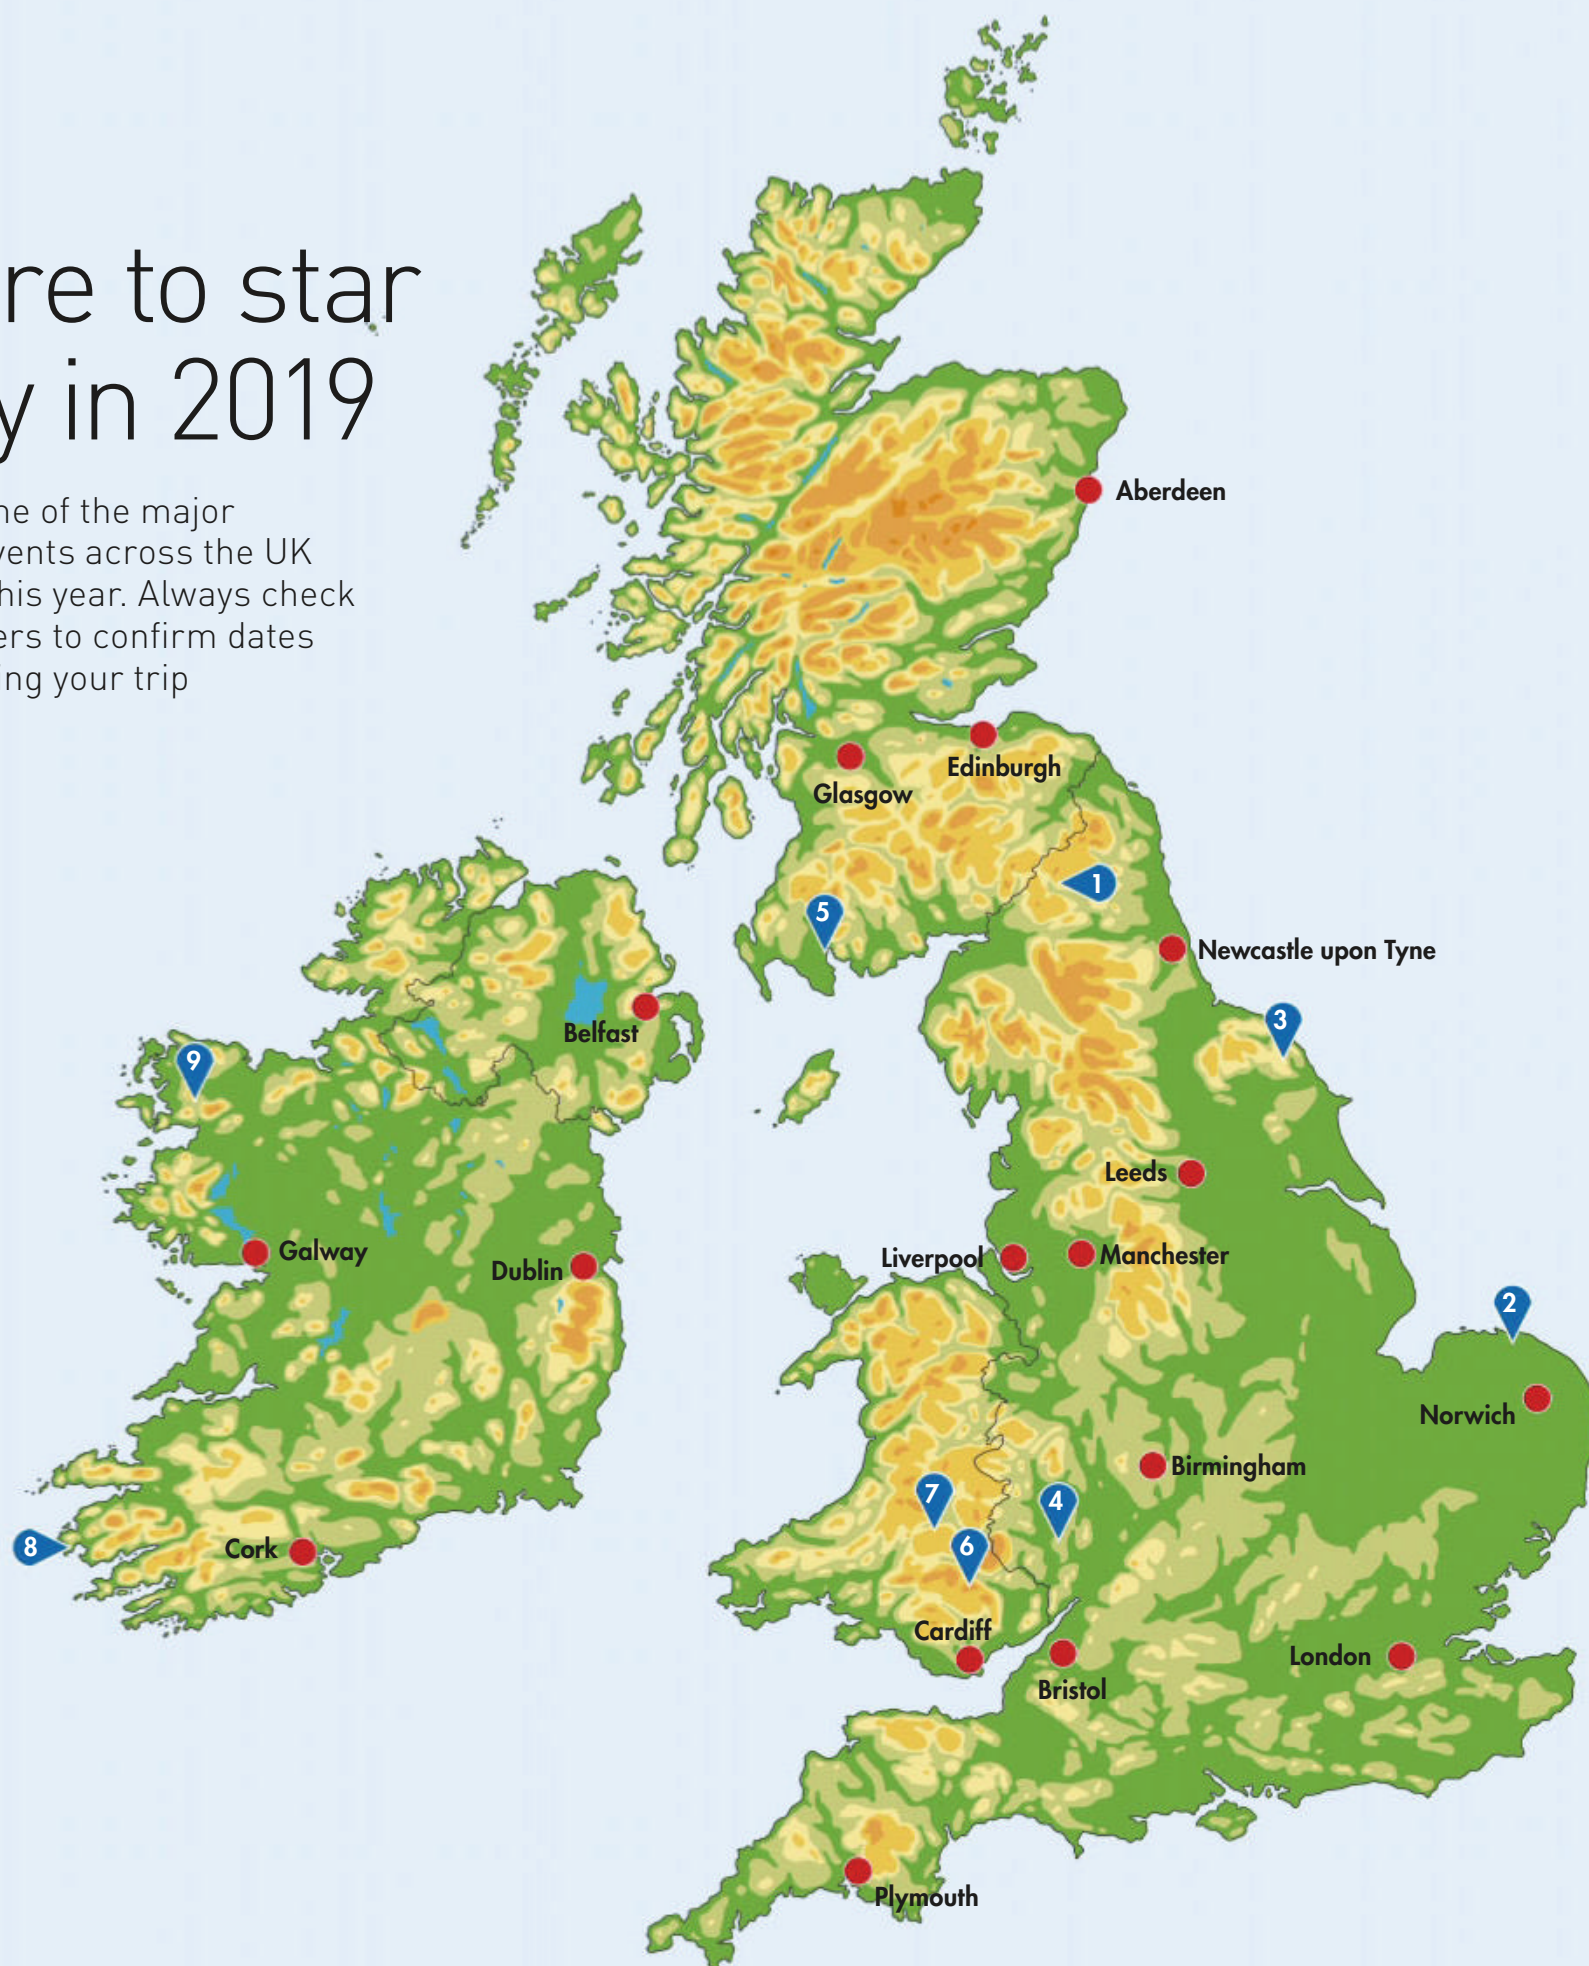 re to star
y in 2019
ne of the major
vents across the UK
his year. Always check
ers to confirm dates
ing your trip
Aberdeen
Edinburgh
Glasgow
1
5
Newcastle upon Tyne
Belfast
3
9
Leeds
Galway
Dublin
Liverpool
Manchester
2
Norwich
Birmingham
7
4
8
Cork
6
Cardiff
London
Bristol
Plymouth